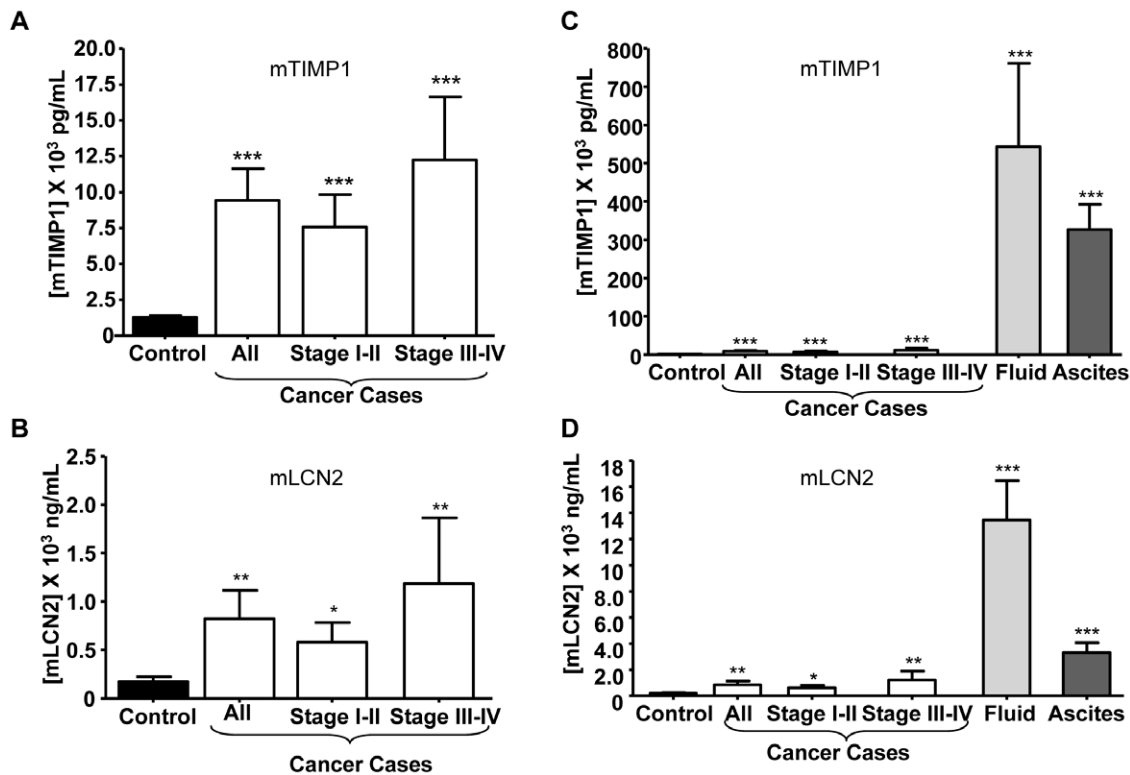 A
[mTIMP1] X 10³ pg/mL
mTIMP1
20.0
17.5
15.0
12.5
10.0
7.5
5.0
2.5
0
***
***
***
Control All Stage I-II Stage III-IV
Cancer Cases
C
[mTIMP1] X 10³ pg/mL
mTIMP1
800
700
600
500
400
300
200
100
0
***
***
***
***
***
Control All Stage I-II Stage III-IV Fluid Ascites
Cancer Cases
B
[mLCN2] X 10³ ng/mL
mLCN2
2.5
2.0
1.5
1.0
0.5
0
**
*
**
Control All Stage I-II Stage III-IV
Cancer Cases
D
[mLCN2] X 10³ ng/mL
mLCN2
18
16
14
12
10
8.0
6.0
4.0
2.0
0
**
*
**
***
***
Control All Stage I-II Stage III-IV Fluid Ascites
Cancer Cases